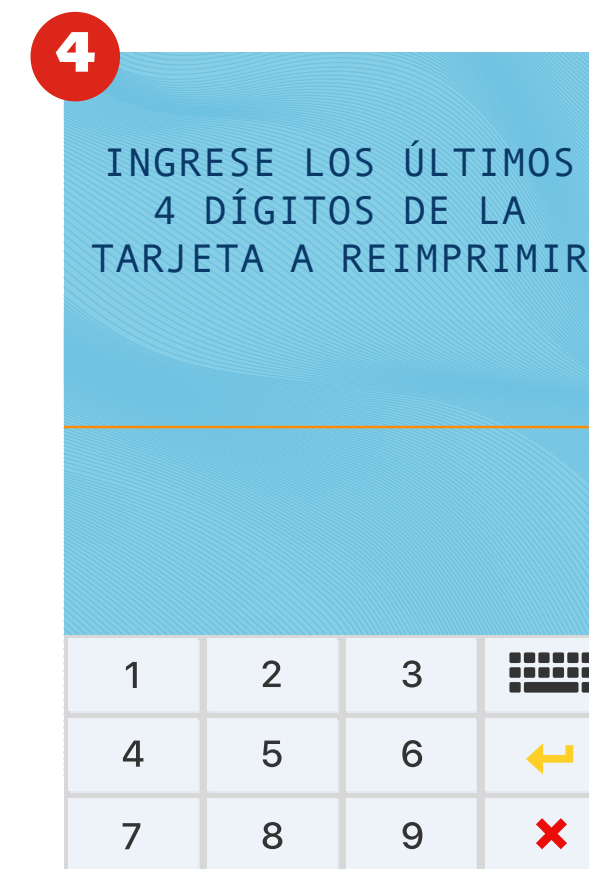 4
INGRESE LOS ÚLTIMOS
4 DÍGITOS DE LA
TARJETA A REIMPRIMIR
1 2 3
4 5 6
7 8 9